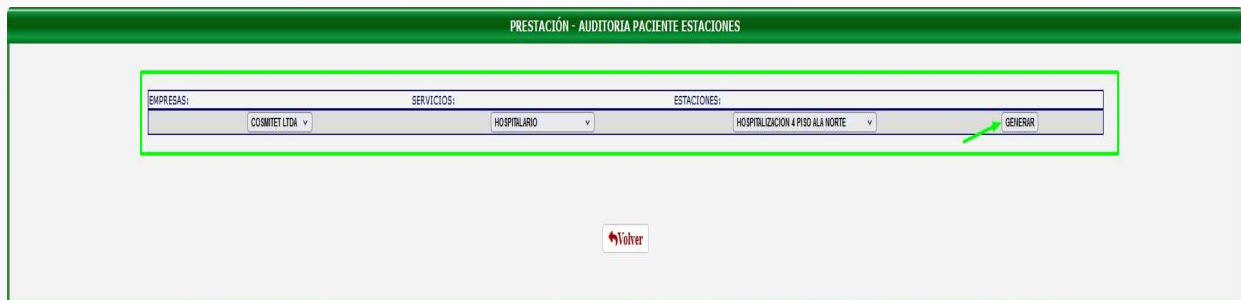 PRESTACIÓN - AUDITORIA PACIENTE ESTACIONES
EMPRESAS: SERVICIOS: ESTACIONES:
COSMITET LTDA HOSPITALARIO HOSPITALIZACION 4 PISO ALA NORTE GENERAR
Volver